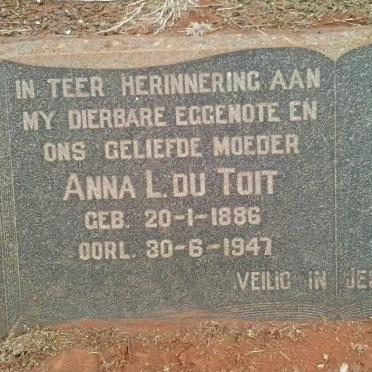 IN TEER HERINNERING AAN
MY DIERBARE EGGENOTE EN
ONS GELIEFDE MOEDER
ANNA L. DU TOIT
GEB. 20-1-1886
OORL. 30-6-1947
VEILIG IN JES